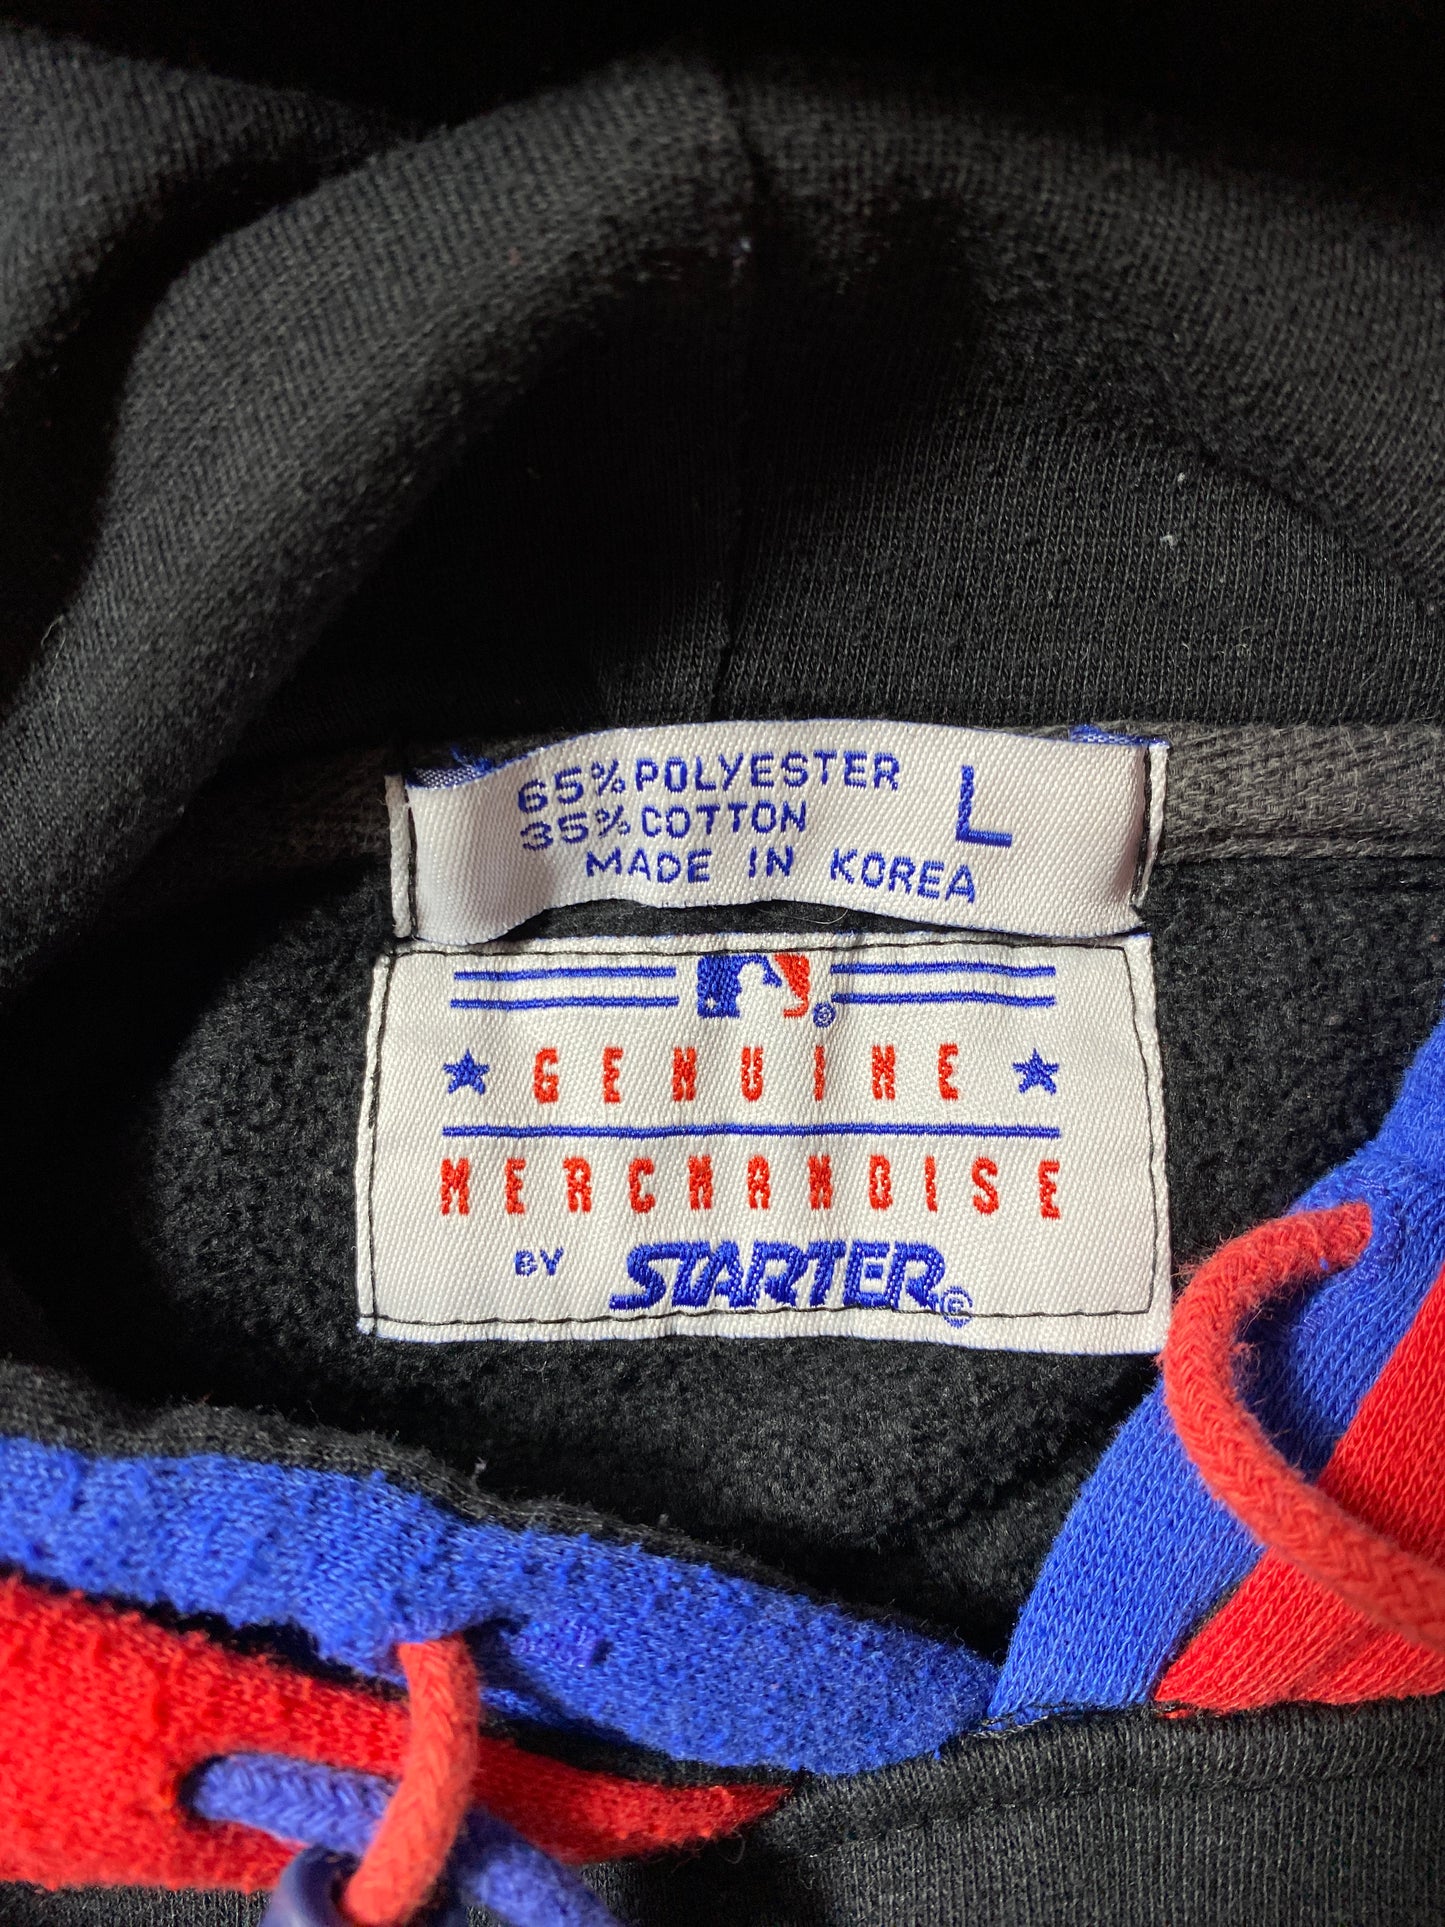 65% POLYESTER
35% COTTON
L
MADE IN KOREA
GENUINE
MERCHANDISE
BY STARTER